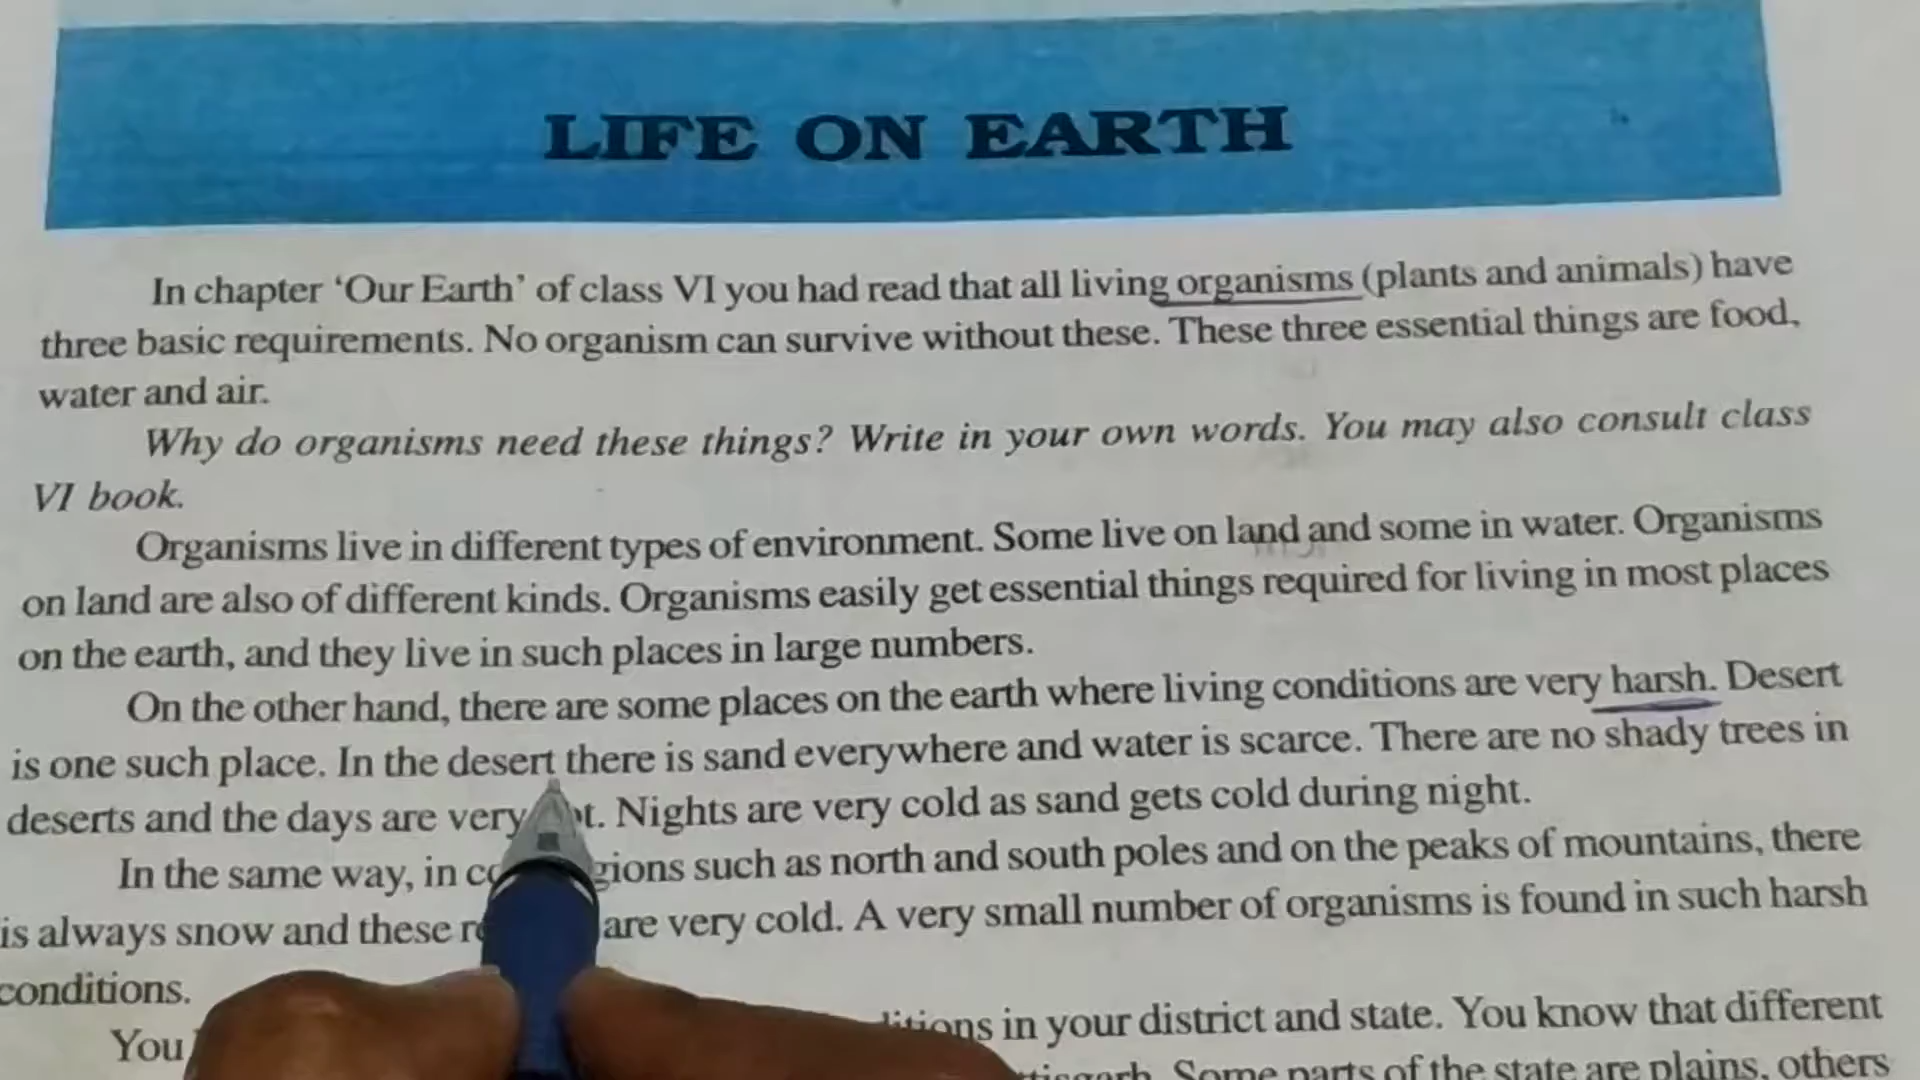 LIFE ON EARTH
In chapter ‘Our Earth’ of class VI you had read that all living organisms (plants and animals) have
three basic requirements. No organism can survive without these. These three essential things are food,
water and air.
Why do organisms need these things? Write in your own words. You may also consult class
VI book.
Organisms live in different types of environment. Some live on land and some in water. Organisms
on land are also of different kinds. Organisms easily get essential things required for living in most places
on the earth, and they live in such places in large numbers.
On the other hand, there are some places on the earth where living conditions are very harsh. Desert
is one such place. In the desert there is sand everywhere and water is scarce. There are no shady trees in
deserts and the days are very Nights are very cold as sand gets cold during night.
In the same way, in such as north and south poles and on the peaks of mountains, there
is always snow and these are very cold. A very small number of organisms is found in such harsh
conditions.
You in your district and state. You know that different
Some parts of the state are plains, others